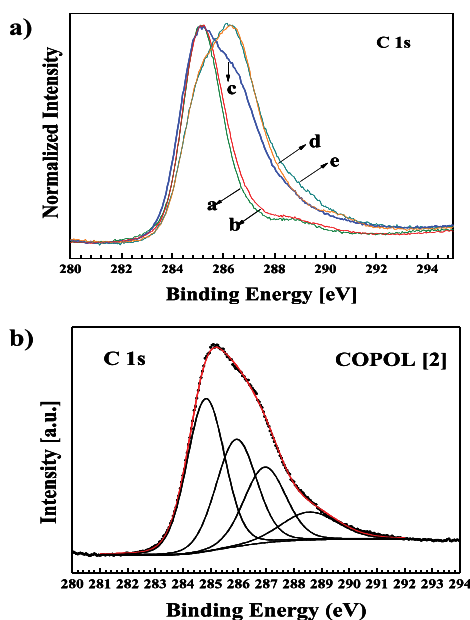 a)
C 1s
Normalized Intensity
c
d
e
a
b
280 282 284 286 288 290 292 294
Binding Energy [eV]
b)
C 1s
COPOL [2]
Intensity [a.u.]
280 281 282 283 284 285 286 287 288 289 290 291 292 293 294
Binding Energy (eV)